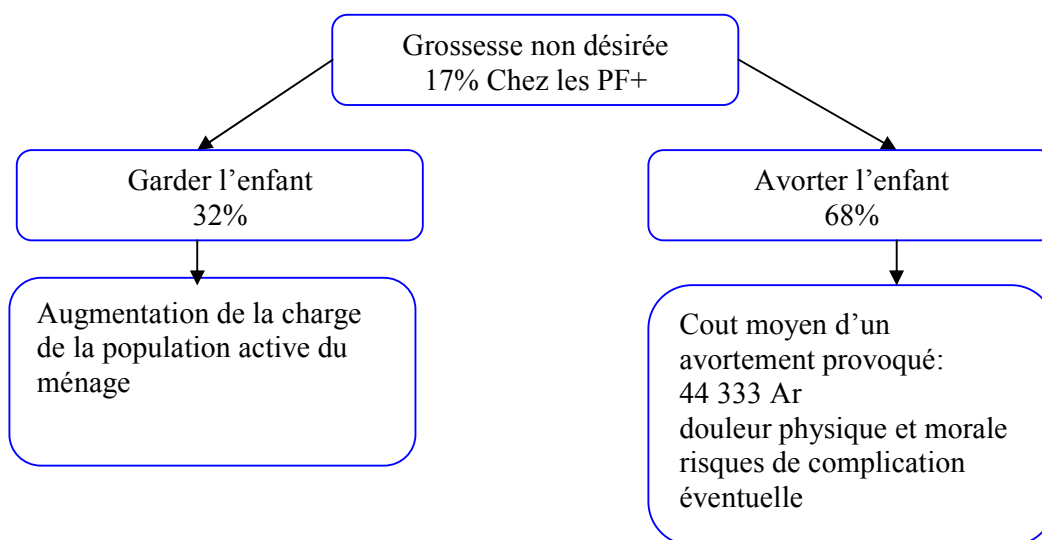 Grossesse non désirée
17% Chez les PF+
Garder l’enfant
32%
Avorter l’enfant
68%
Augmentation de la charge
de la population active du
ménage
Cout moyen d’un
avortement provoqué:
44 333 Ar
douleur physique et morale
risques de complication
éventuelle